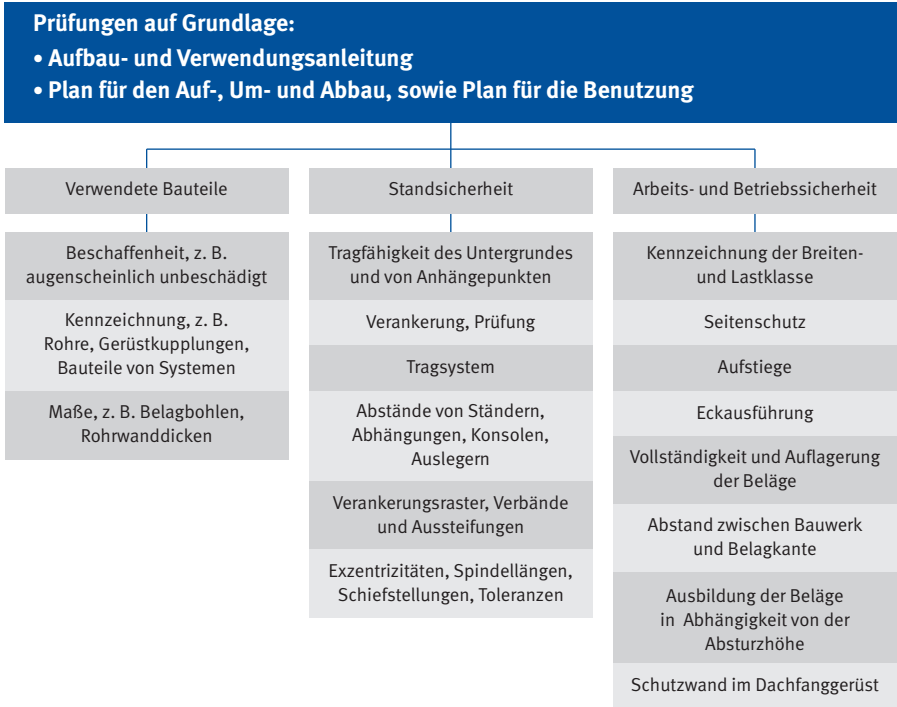 Prüfungen auf Grundlage:
• Aufbau- und Verwendungsanleitung
• Plan für den Auf-, Um- und Abbau, sowie Plan für die Benutzung
Verwendete Bauteile
Beschaffenheit, z. B.
augenscheinlich unbeschädigt
Kennzeichnung, z. B.
Rohre, Gerüstkupplungen,
Bauteile von Systemen
Maße, z. B. Belagbohlen,
Rohrwanddicken
Standsicherheit
Tragfähigkeit des Untergrundes
und von Anhängepunkten
Verankerung, Prüfung
Tragsystem
Abstände von Ständern,
Abhängungen, Konsolen,
Auslegern
Verankerungsraster, Verbände
und Aussteifungen
Exzentrizitäten, Spindellängen,
Schiefstellungen, Toleranzen
Arbeits- und Betriebssicherheit
Kennzeichnung der Breiten-
und Lastklasse
Seitenschutz
Aufstiege
Eckausführung
Vollständigkeit und Auflagerung
der Beläge
Abstand zwischen Bauwerk
und Belagkante
Ausbildung der Beläge
in Abhängigkeit von der
Absturzhöhe
Schutzwand im Dachfanggerüst